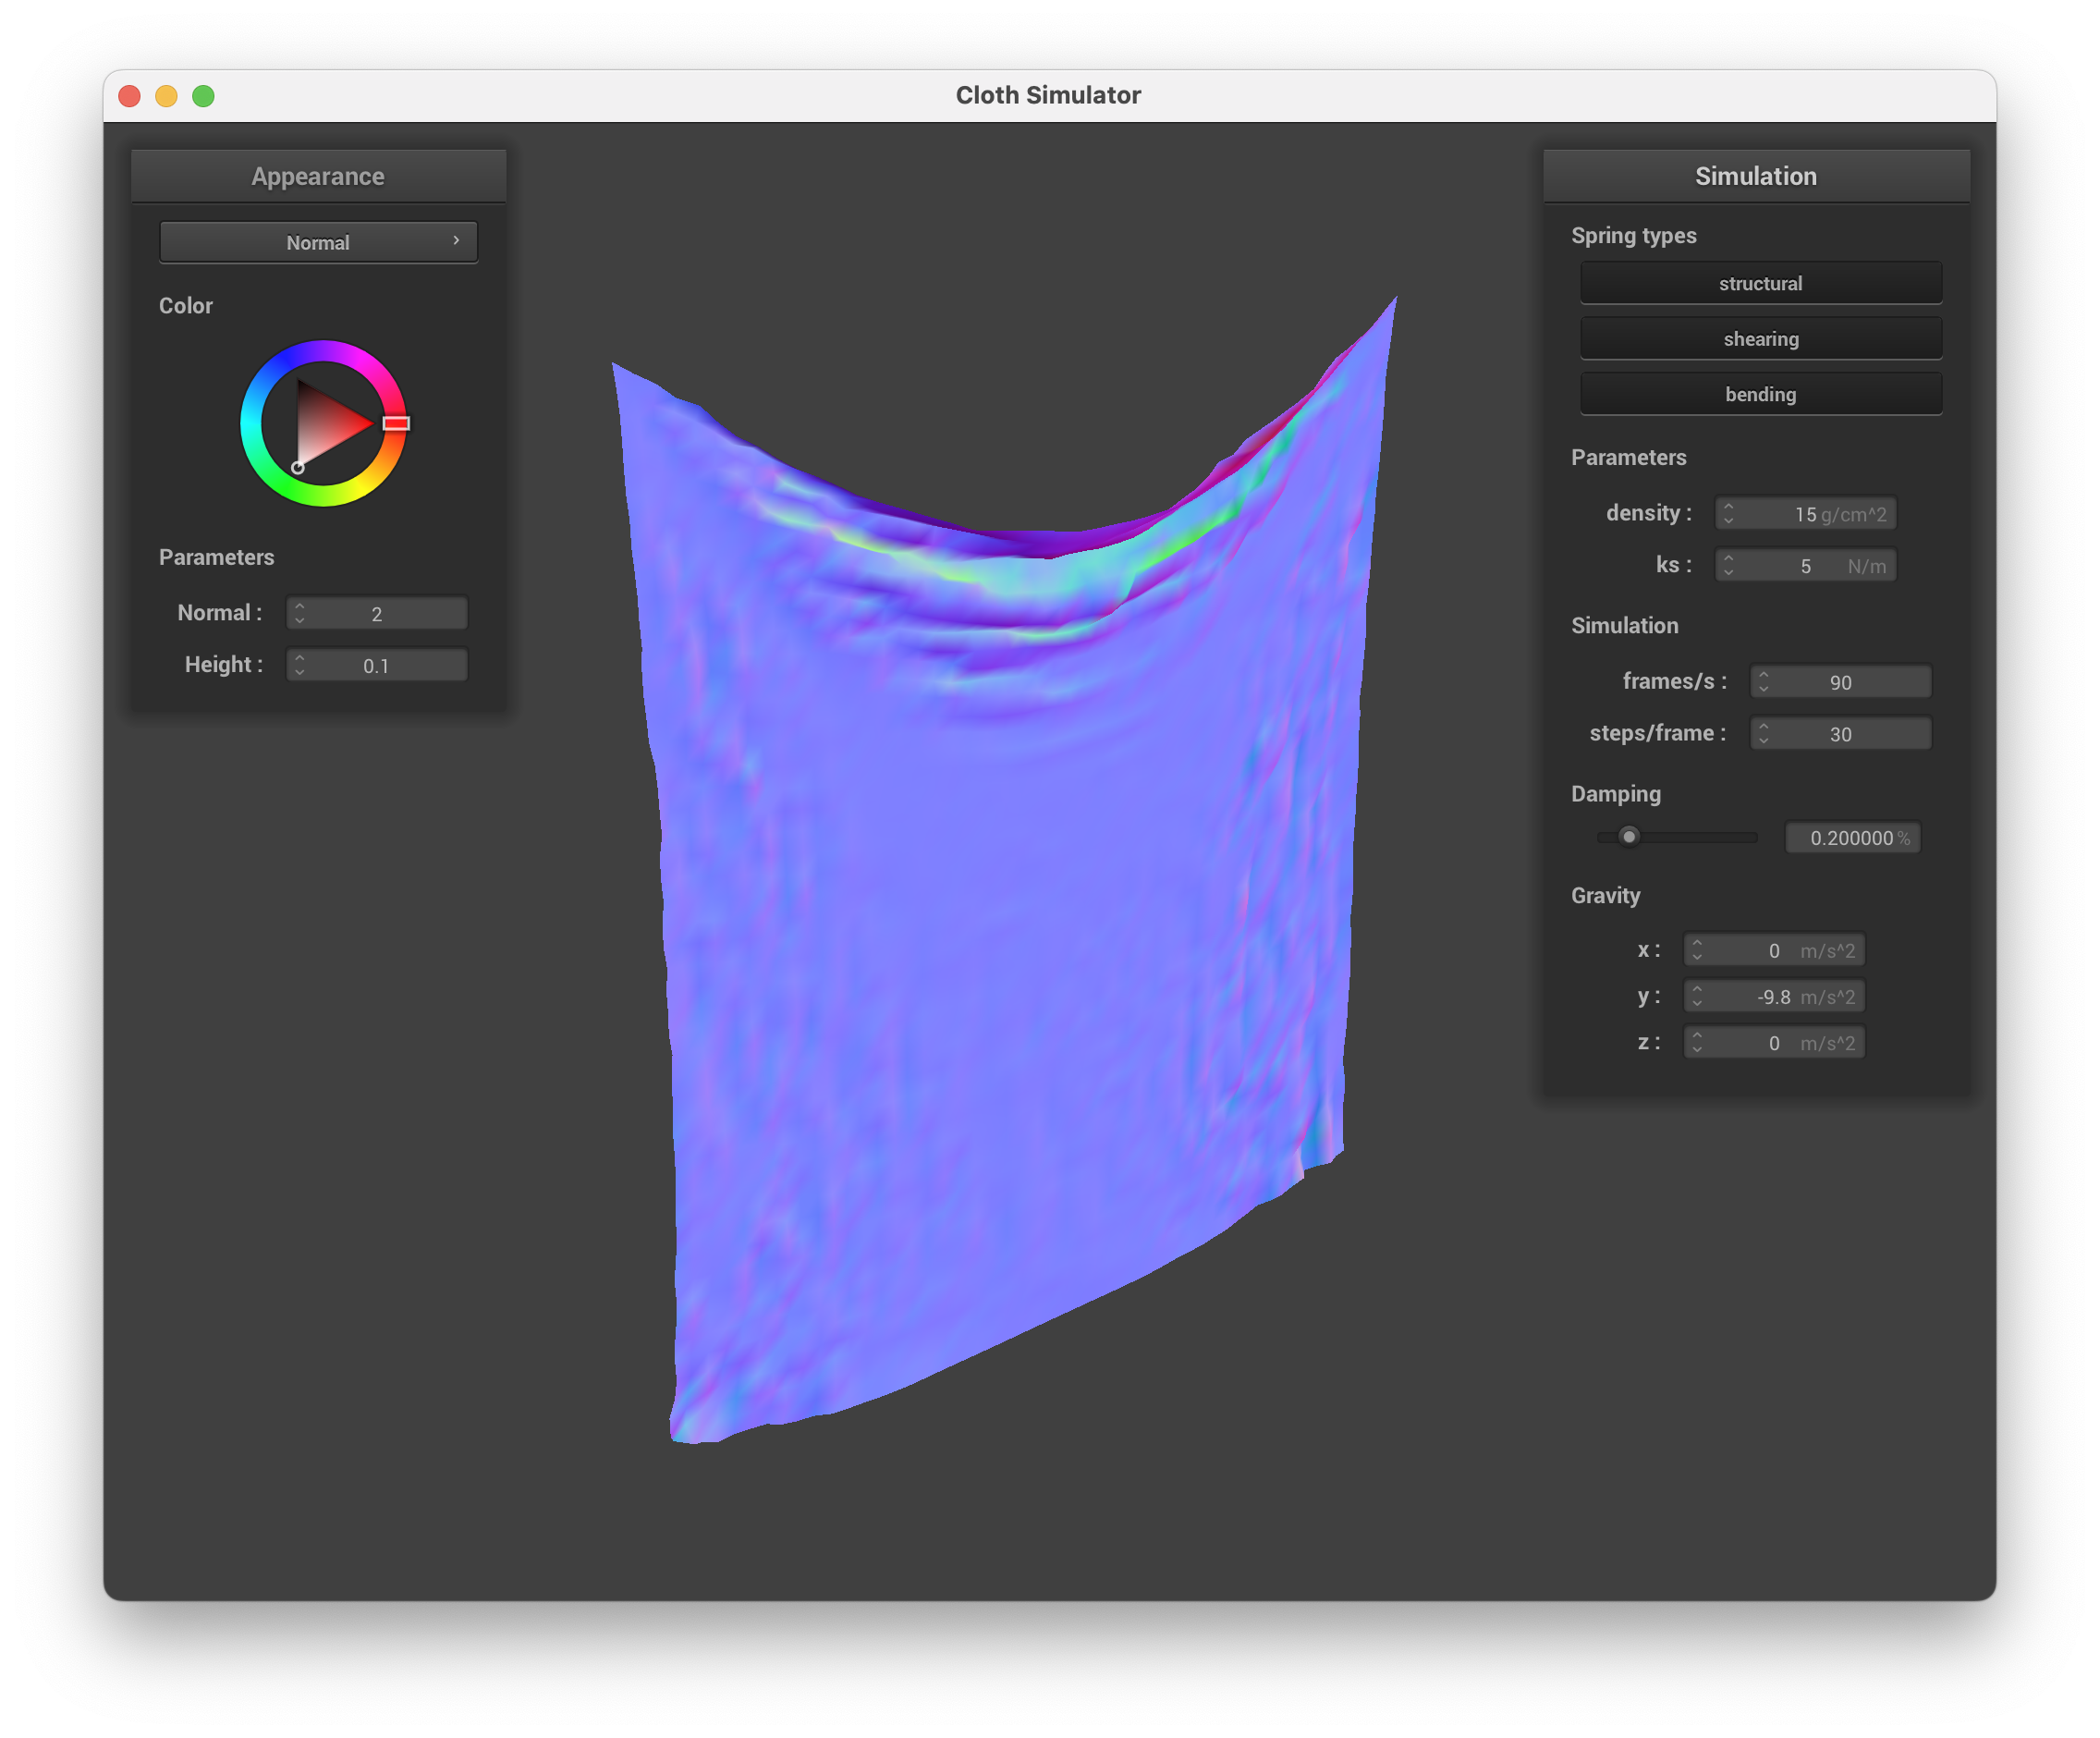 Cloth Simulator
Appearance
Normal
Color
Parameters
Normal : 2
Height : 0.1
Simulation
Spring types
structural
shearing
bending
Parameters
density : 15 g/cm^2
ks : 5 N/m
Simulation
frames/s : 90
steps/frame : 30
Damping
0.200000 %
Gravity
x : 0 m/s^2
y : -9.8 m/s^2
z : 0 m/s^2